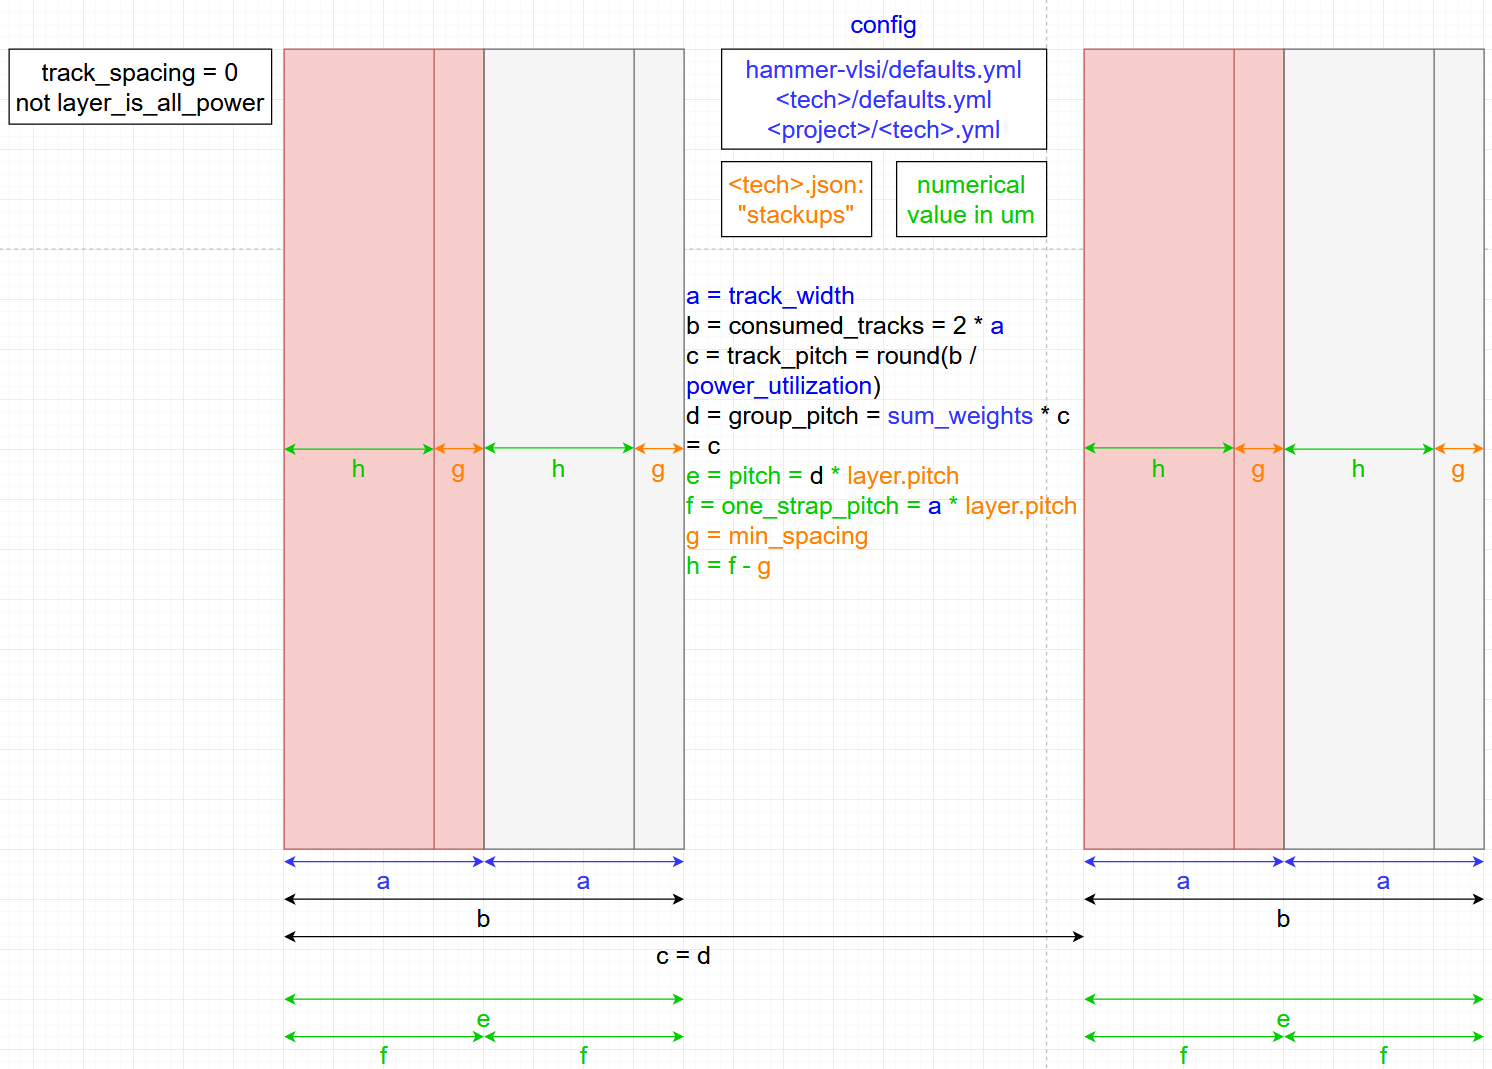 config
track_spacing = 0
not layer_is_all_power
hammer-vlsi/defaults.yml
<tech>/defaults.yml
<project>/<tech>.yml
<tech>.json:
"stackups"
numerical
value in um
a = track_width
b = consumed_tracks = 2 * a
c = track_pitch = round(b /
power_utilization)
d = group_pitch = sum_weights * c
= c
e = pitch = d * layer.pitch
f = one_strap_pitch = a * layer.pitch
g = min_spacing
h = f - g
h g h g h g h g
a a a a
b b
c = d
e e
f f f f